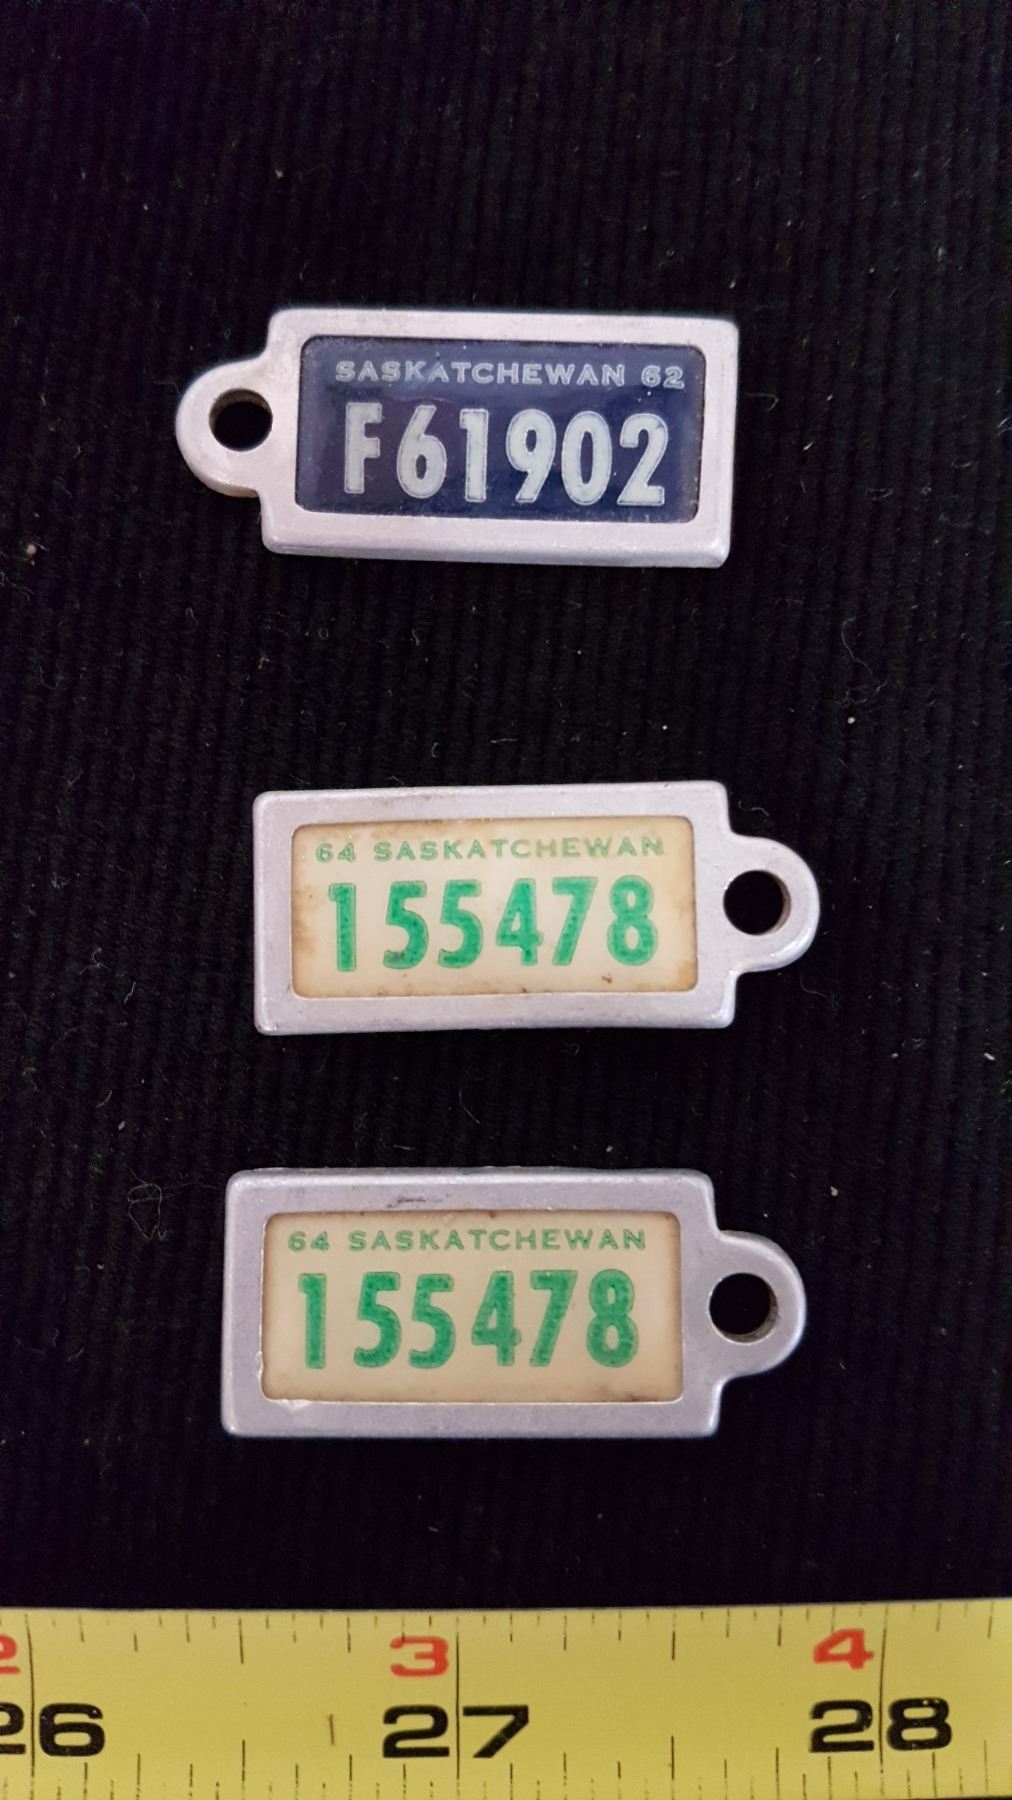 SASKATCHEWAN 62
F61902
64 SASKATCHEWAN
155478
64 SASKATCHEWAN
155478
2 3 4
26 27 28